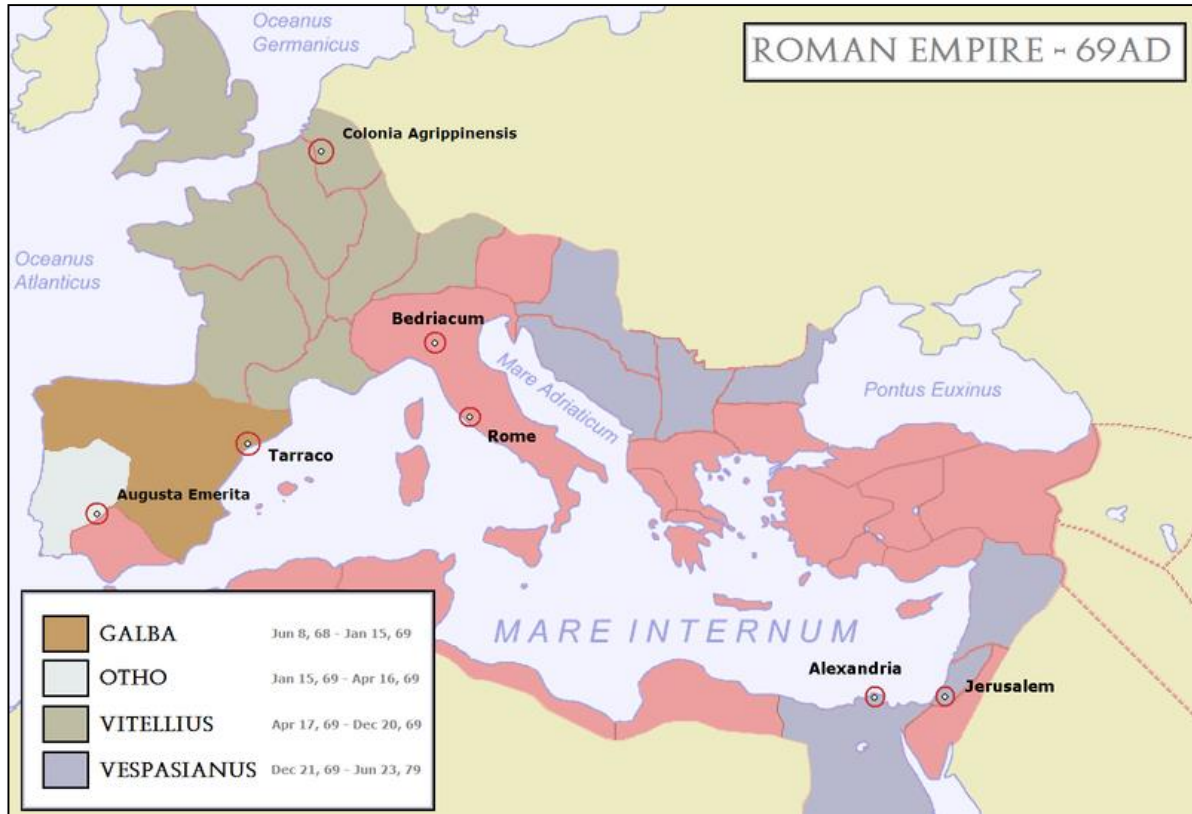 Oceanus
Germanicus
ROMAN EMPIRE - 69AD
Colonia Agrippinensis
Oceanus
Atlanticus
Bedriacum
Mare Adriaticum
Pontus Euxinus
Rome
Tarraco
Augusta Emerita
MARE INTERNUM
Alexandria
Jerusalem
GALBA Jun 8, 68 - Jan 15, 69
OTHO Jan 15, 69 - Apr 16, 69
VITELLIUS Apr 17, 69 - Dec 20, 69
VESPASIANUS Dec 21, 69 - Jun 23, 79